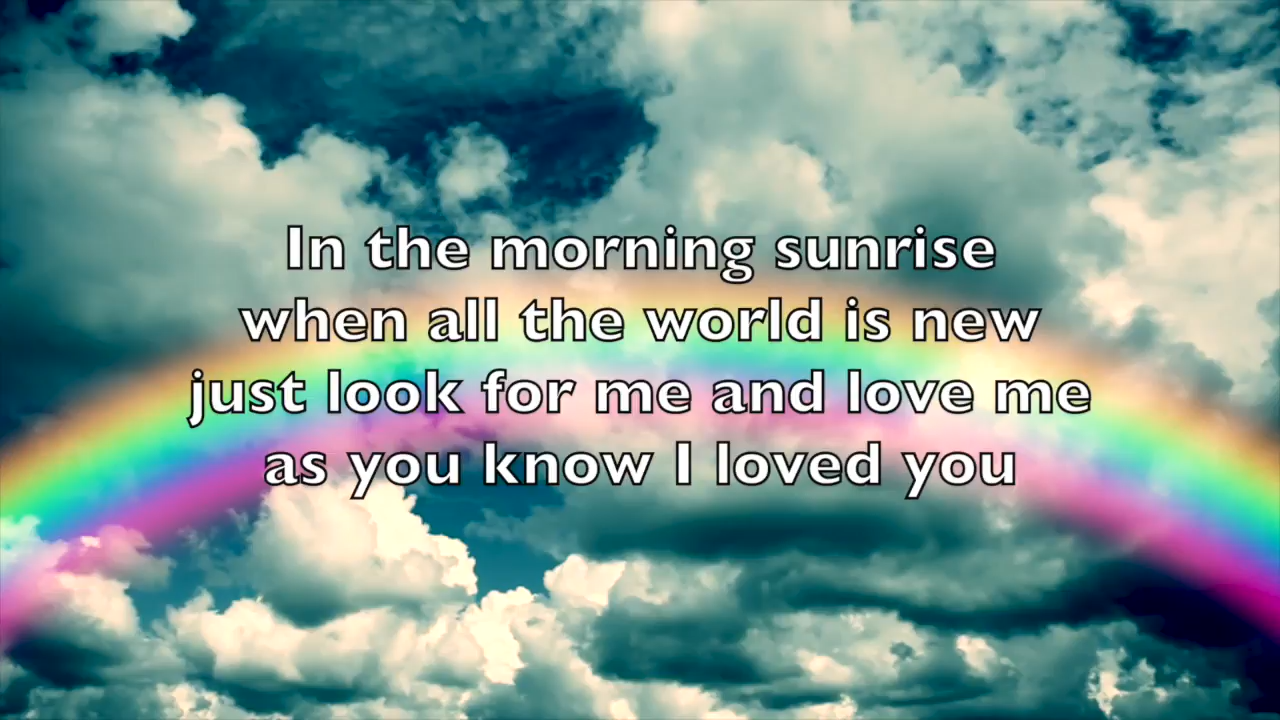 In the morning sunrise
when all the world is new
just look for me and love me
as you know I loved you